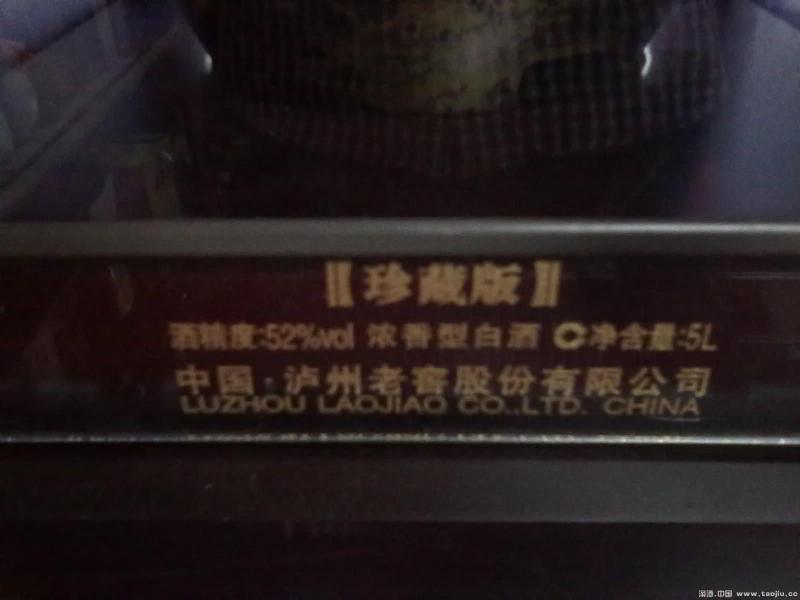 【珍藏版】
酒精度:52%vol 浓香型白酒 C净含量:5L
中国·泸州老窖股份有限公司
LUZHOU LAOJIAO CO.,LTD. CHINA
淘酒.中国 www.taojiu.cc